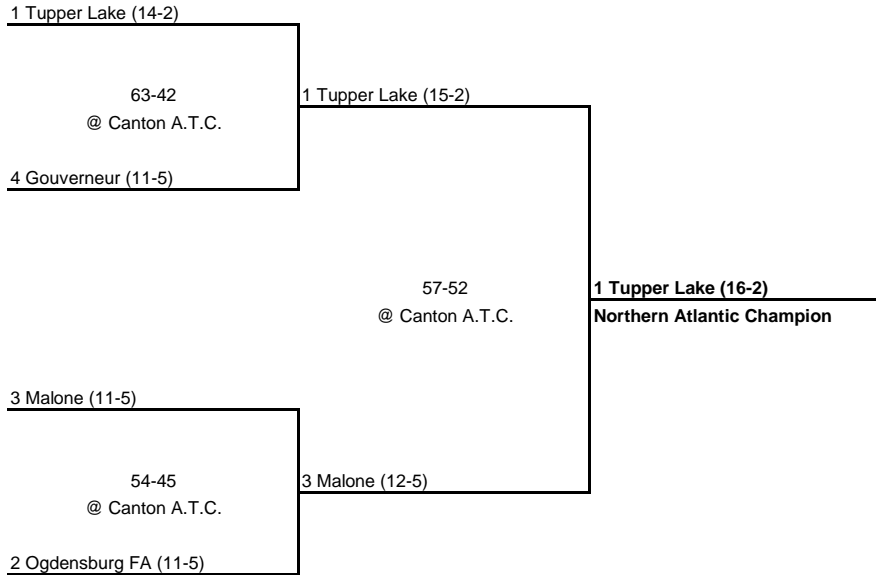 1 Tupper Lake (14-2)
63-42
@ Canton A.T.C.
1 Tupper Lake (15-2)
4 Gouverneur (11-5)
57-52
@ Canton A.T.C.
1 Tupper Lake (16-2)
Northern Atlantic Champion
3 Malone (11-5)
54-45
@ Canton A.T.C.
3 Malone (12-5)
2 Ogdensburg FA (11-5)